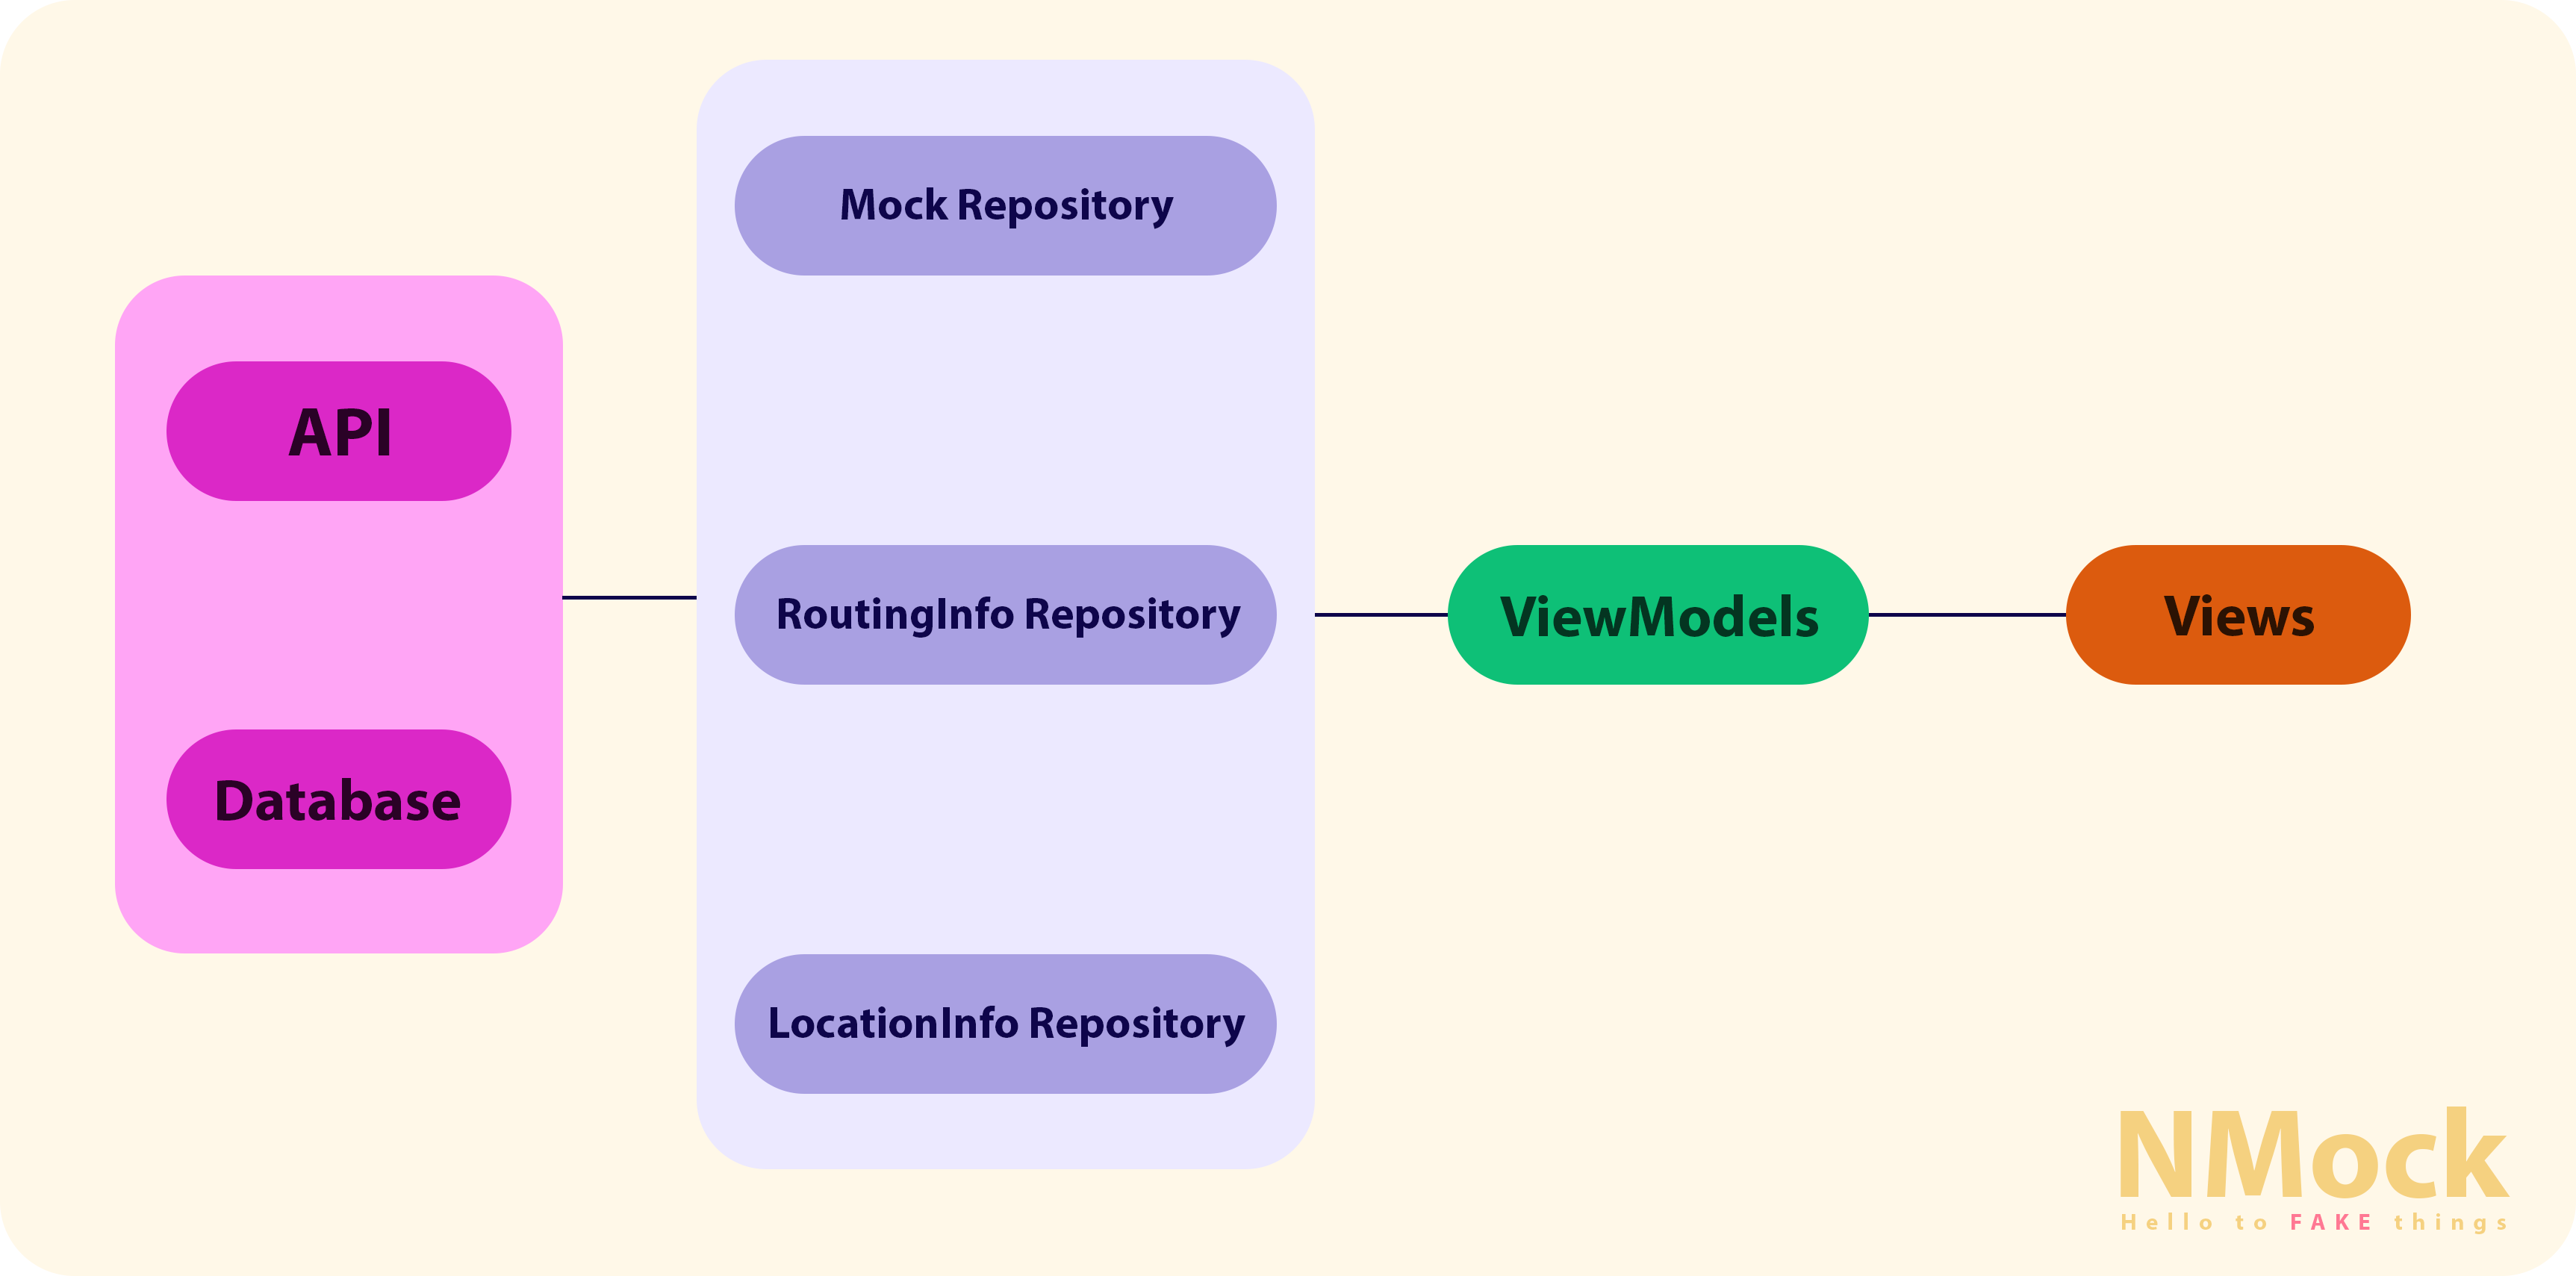 API
Database
Mock Repository
RoutingInfo Repository
LocationInfo Repository
ViewModels
Views
NMock
Hello to FAKE things